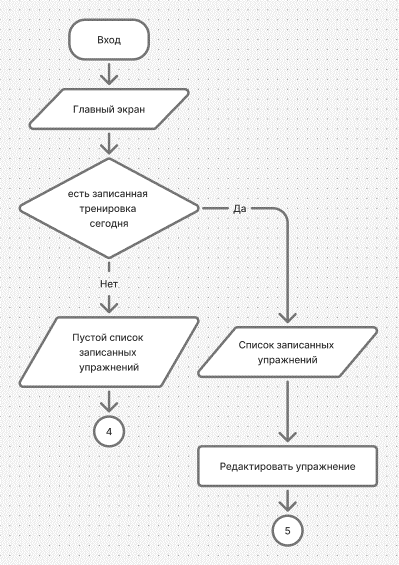 Вход
Главный экран
есть записанная
тренировка
сегодня
Да
Нет
Пустой список
записанных
упражнений
Список записанных
упражнений
4
Редактировать упражнение
5